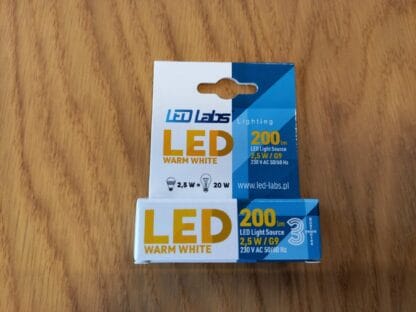 LED Labs
Lighting
LED
WARM WHITE
200 lm
LED Light Source
2,5 W / G9
230 V AC 50/60 Hz
2,5 W = 20 W
www.led-labs.pl
LED
WARM WHITE
200 lm
LED Light Source
2,5 W / G9
230 V AC 50/60 Hz
3